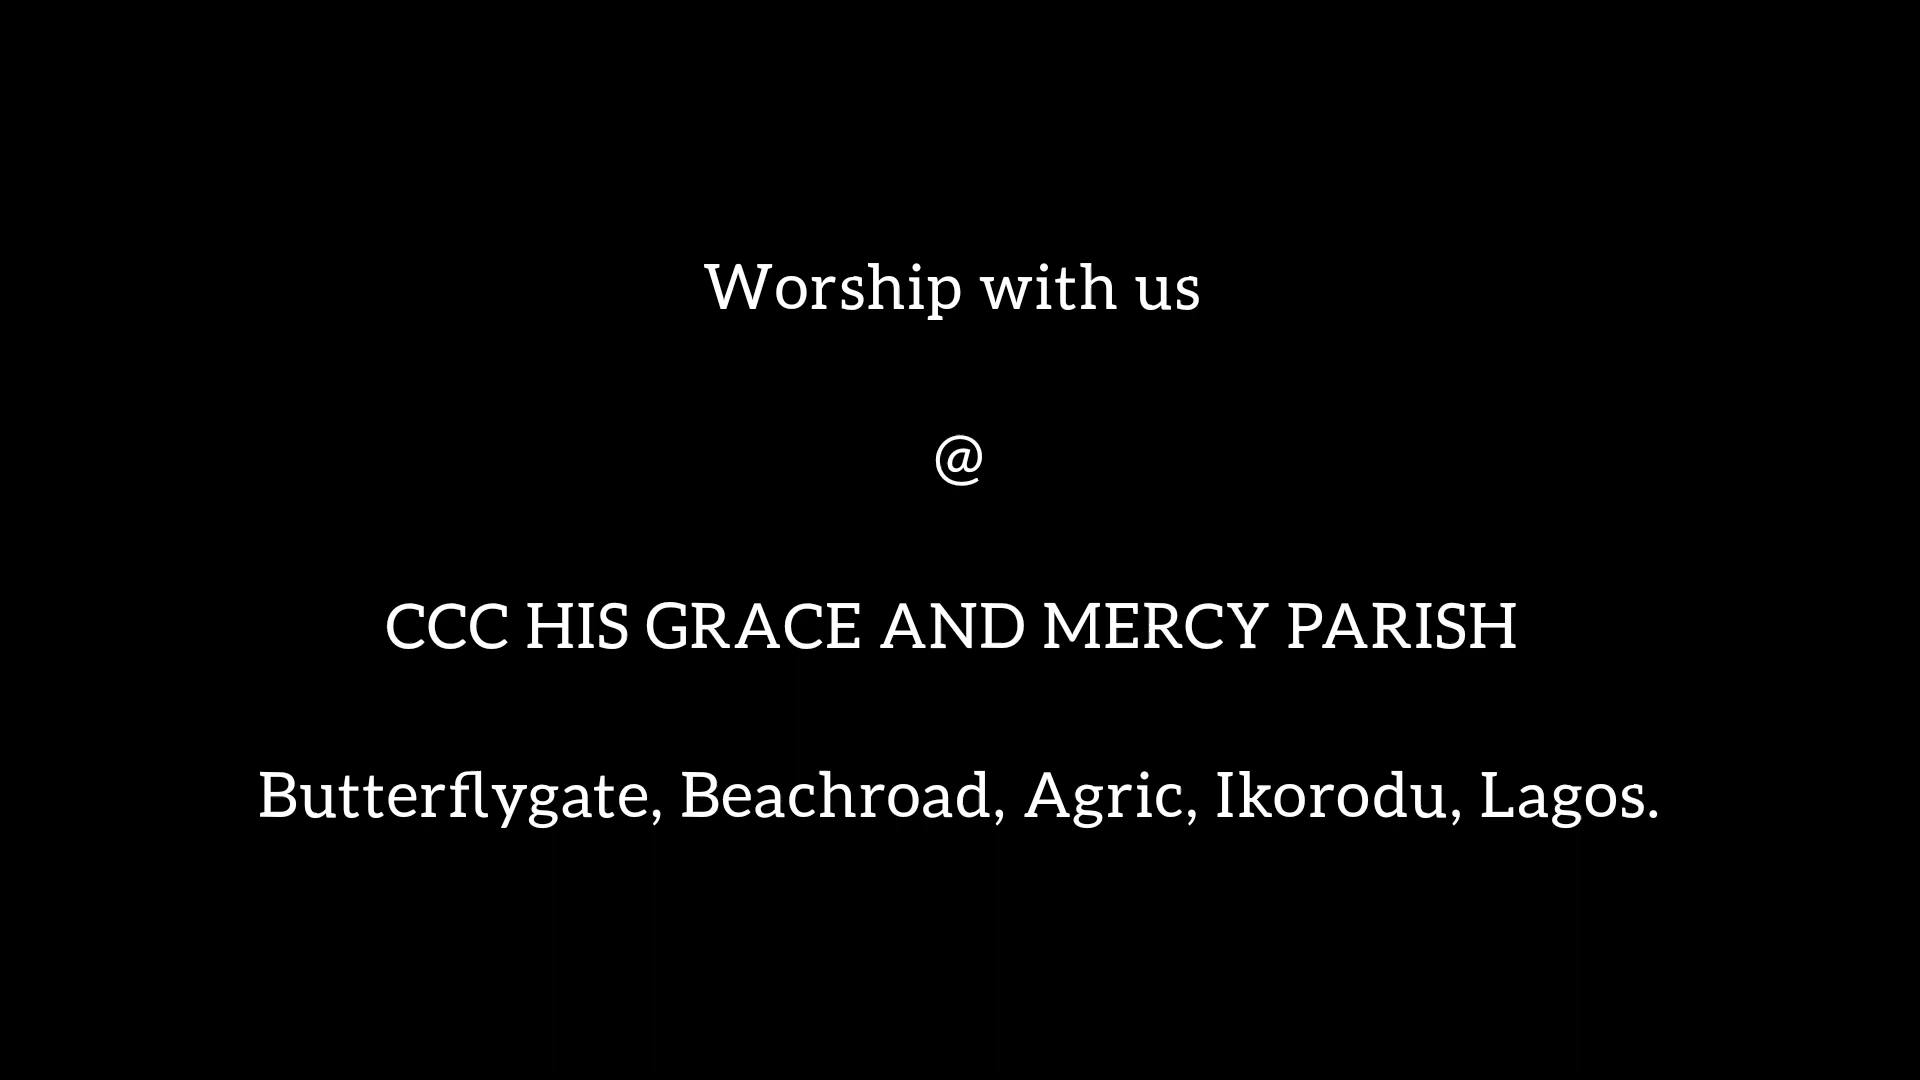 Worship with us
@
CCC HIS GRACE AND MERCY PARISH
Butterflygate, Beachroad, Agric, Ikorodu, Lagos.